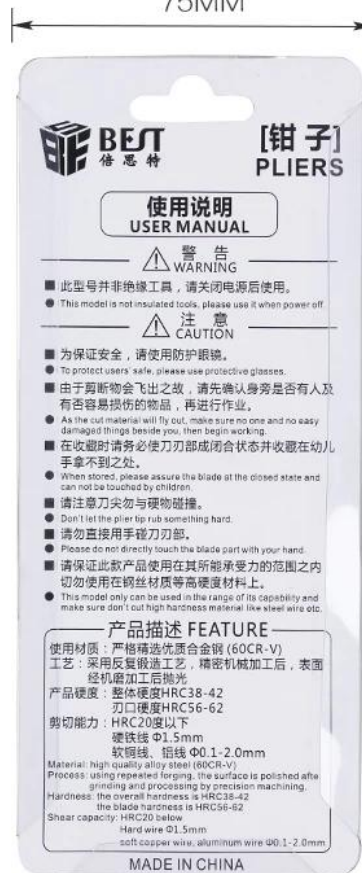 75MM
BEST
倍思特
[钳 子]
PLIERS
使用说明
USER MANUAL
警 告
WARNING
■ 此型号并非绝缘工具，请关闭电源后使用。
● This model is not insulated tools, please use it when power off
注 意
CAUTION
■ 为保证安全，请使用防护眼镜。
● To protect users' safe, please use protective glasses.
■ 由于剪断物会飞出之故，请先确认身旁是否有人及
有否容易损伤的物品，再进行作业。
● As the cut material will fly out, make sure no one and no easy
damaged things beside you, then begin working.
■ 在收藏时请务必使刀刃部成闭合状态并收藏在幼儿
手拿不到之处。
● When stored, please assure the blade at the closed state and
can not be touched by children.
■ 请注意刀尖勿与硬物碰撞。
● Don't let the plier tip rub something hard.
■ 请勿直接用手碰刀刃部。
● Please do not directly touch the blade part with your hand.
■ 请保证此款产品使用在其所能承受力的范围之内
切勿使用在钢丝材质等高硬度材料上。
● This model only can be used in the range of its capability and
make sure don't cut high hardness material like steel wire etc.
产品描述 FEATURE
使用材质：严格精选优质合金钢 (60CR-V)
工艺：采用反复锻造工艺，精密机械加工后，表面
经机磨加工后抛光
产品硬度：整体硬度HRC38-42
刃口硬度HRC56-62
剪切能力：HRC20度以下
硬铁线 Φ1.5mm
软铜线、铝线 Φ0.1-2.0mm
Material: high quality alloy steel (60CR-V)
Process: using repeated forging, the surface is polished afte
grinding and processing by precision machining.
Hardness: the overall hardness is HRC38-42
the blade hardness is HRC56-62
Shear capacity: HRC20 below
Hard wire Φ1.5mm
soft copper wire, aluminum wire Φ0.1-2.0mm
MADE IN CHINA